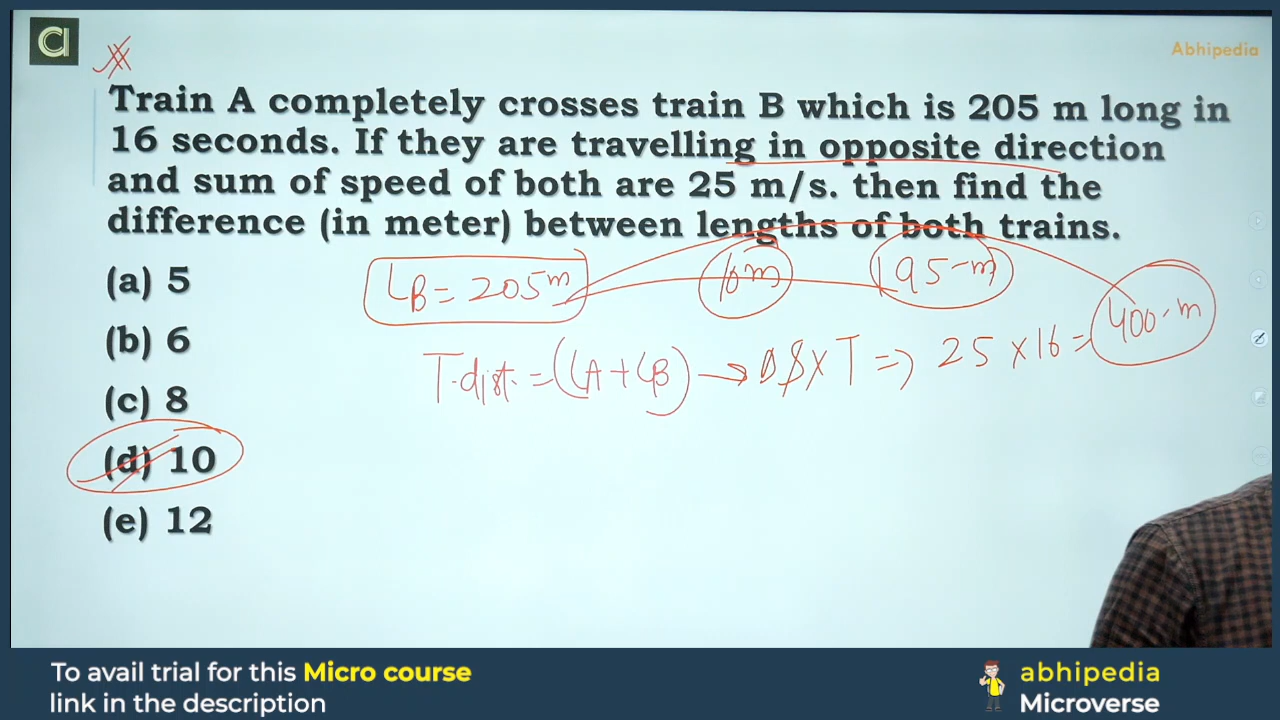 a
Abhipedia
Train A completely crosses train B which is 205 m long in
16 seconds. If they are travelling in opposite direction
and sum of speed of both are 25 m/s. then find the
difference (in meter) between lengths of both trains.
(a) 5
LB = 205m
10m
195-m
400-m
(b) 6
T.dist. = (LA+LB) → S×T => 25×16=
(c) 8
(d) 10
(e) 12
To avail trial for this Micro course
link in the description
abhipedia
Microverse